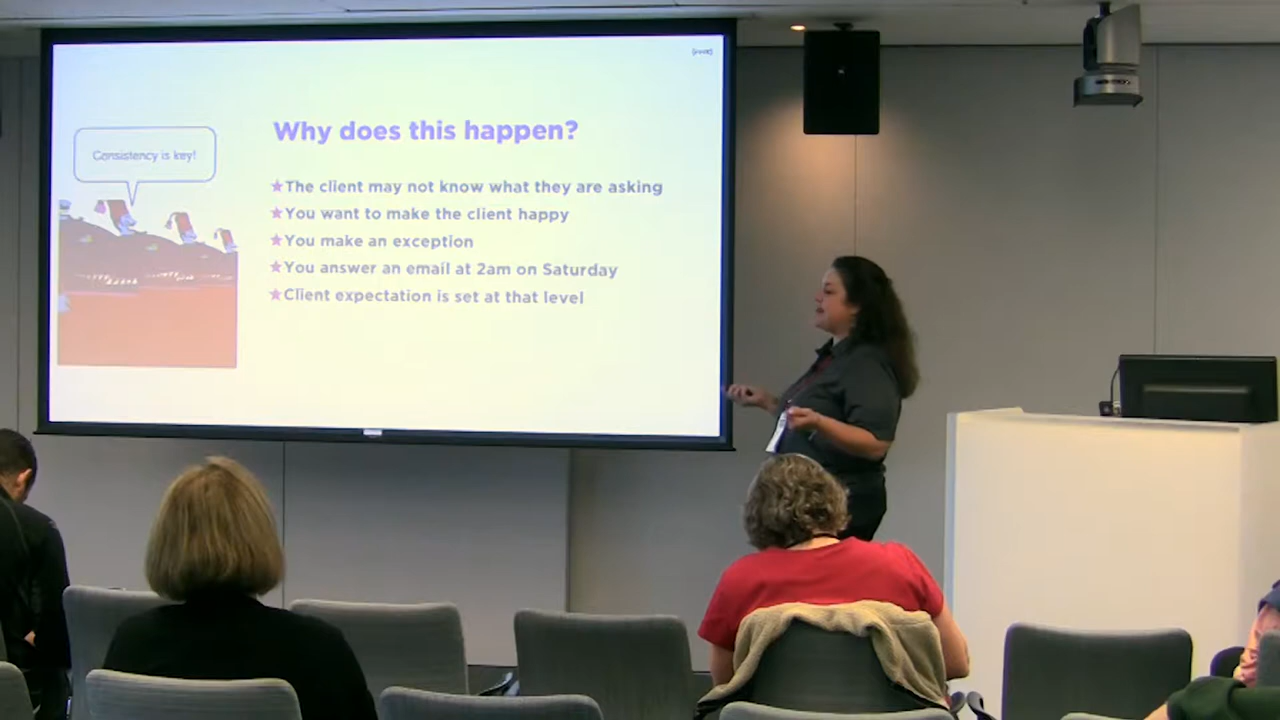 Why does this happen?
Consistency is key!
★The client may not know what they are asking
★You want to make the client happy
★You make an exception
★You answer an email at 2am on Saturday
★Client expectation is set at that level